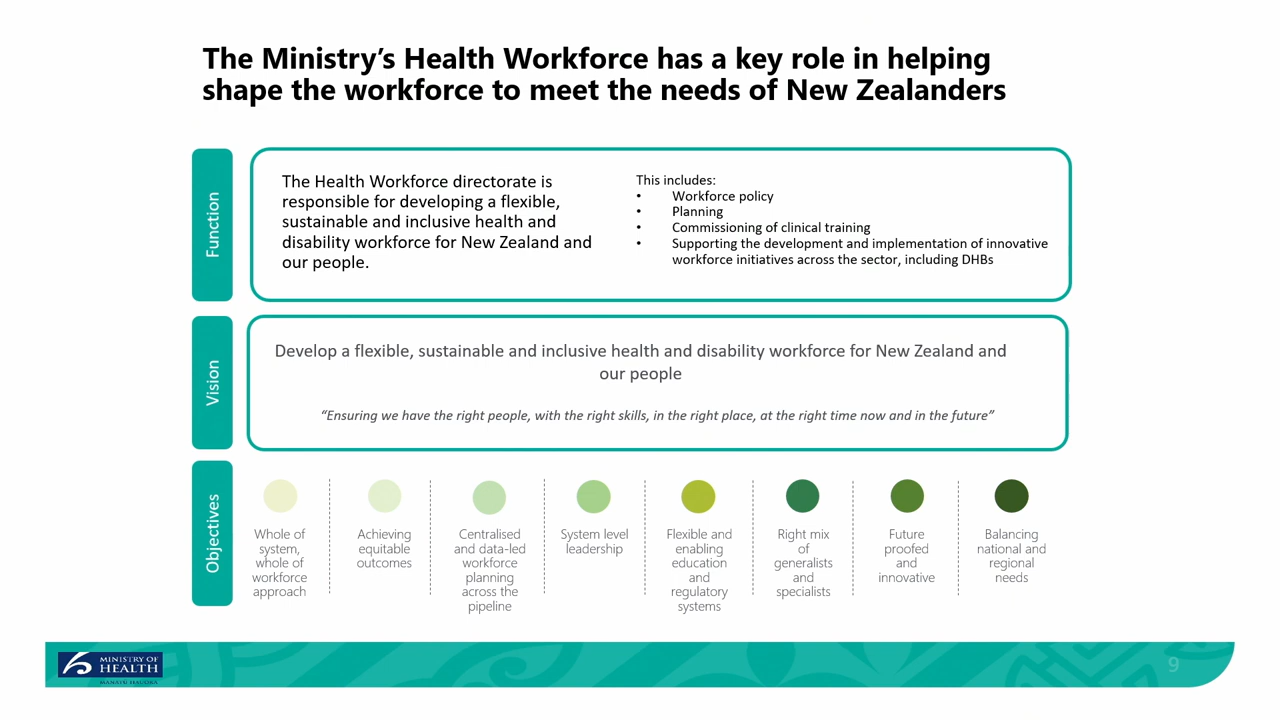 The Ministry’s Health Workforce has a key role in helping
shape the workforce to meet the needs of New Zealanders
Function
The Health Workforce directorate is
responsible for developing a flexible,
sustainable and inclusive health and
disability workforce for New Zealand and
our people.
This includes:
• Workforce policy
• Planning
• Commissioning of clinical training
• Supporting the development and implementation of innovative
workforce initiatives across the sector, including DHBs
Vision
Develop a flexible, sustainable and inclusive health and disability workforce for New Zealand and
our people
“Ensuring we have the right people, with the right skills, in the right place, at the right time now and in the future”
Objectives
Whole of
system,
whole of
workforce
approach
Achieving
equitable
outcomes
Centralised
and data-led
workforce
planning
across the
pipeline
System level
leadership
Flexible and
enabling
education
and
regulatory
systems
Right mix
of
generalists
and
specialists
Future
proofed
and
innovative
Balancing
national and
regional
needs
MINISTRY OF
HEALTH
MANATŪ HAUORA
9